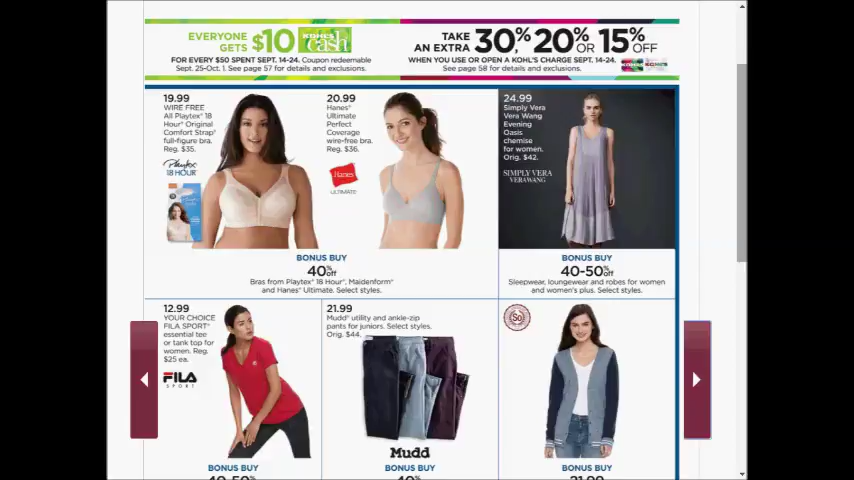 EVERYONE
GETS $10 KOHL'S cash
FOR EVERY $50 SPENT SEPT. 14-24. Coupon redeemable
Sept. 25-Oct. 1. See page 57 for details and exclusions.
TAKE
AN EXTRA 30%, 20% OR 15% OFF
WHEN YOU USE OR OPEN A KOHL'S CHARGE SEPT. 14-24.
See page 58 for details and exclusions.
19.99
WIRE FREE
All Playtex® 18
Hour® Original
Comfort Strap®
full-figure bra.
Reg. $35.
Playtex
18 HOUR
20.99
Hanes®
Ultimate
Perfect
Coverage
wire-free bra.
Reg. $36.
Hanes
ULTIMATE
BONUS BUY
40% off
Bras from Playtex® 18 Hour®, Maidenform®
and Hanes® Ultimate. Select styles.
24.99
Simply Vera
Vera Wang
Evening
Oasis
chemise
for women.
Orig. $42.
SIMPLY VERA
VERAWANG
BONUS BUY
40-50% off
Sleepwear, loungewear and robes for women
and women's plus. Select styles.
12.99
YOUR CHOICE
FILA SPORT®
essential tee
or tank top for
women. Reg.
$25 ea.
FILA
SPORT
BONUS BUY
40-50%
21.99
Mudd® utility and ankle-zip
pants for juniors. Select styles.
Orig. $44.
Mudd
BONUS BUY
40%
So
BONUS BUY
21.99